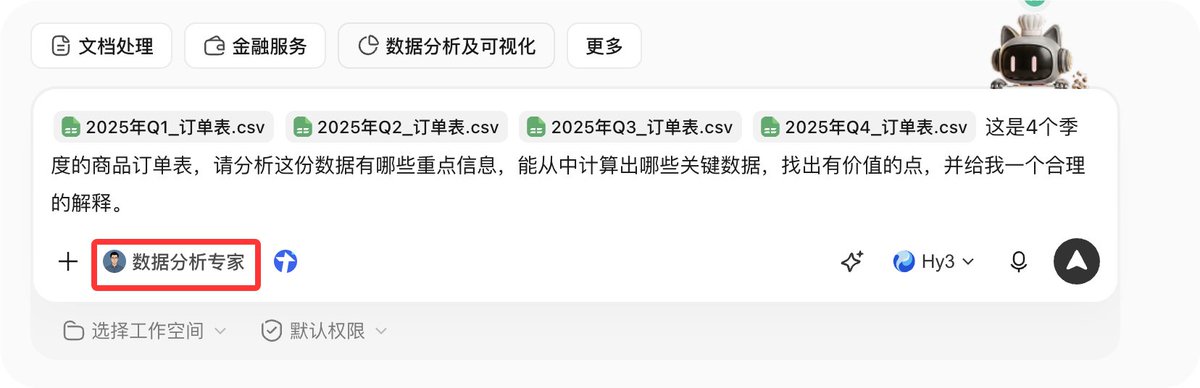 文档处理 金融服务 数据分析及可视化 更多
2025年Q1_订单表.csv 2025年Q2_订单表.csv 2025年Q3_订单表.csv 2025年Q4_订单表.csv 这是4个季
度的商品订单表，请分析这份数据有哪些重点信息，能从中计算出哪些关键数据，找出有价值的点，并给我一个合理
的解释。
数据分析专家 Hy3
选择工作空间 默认权限